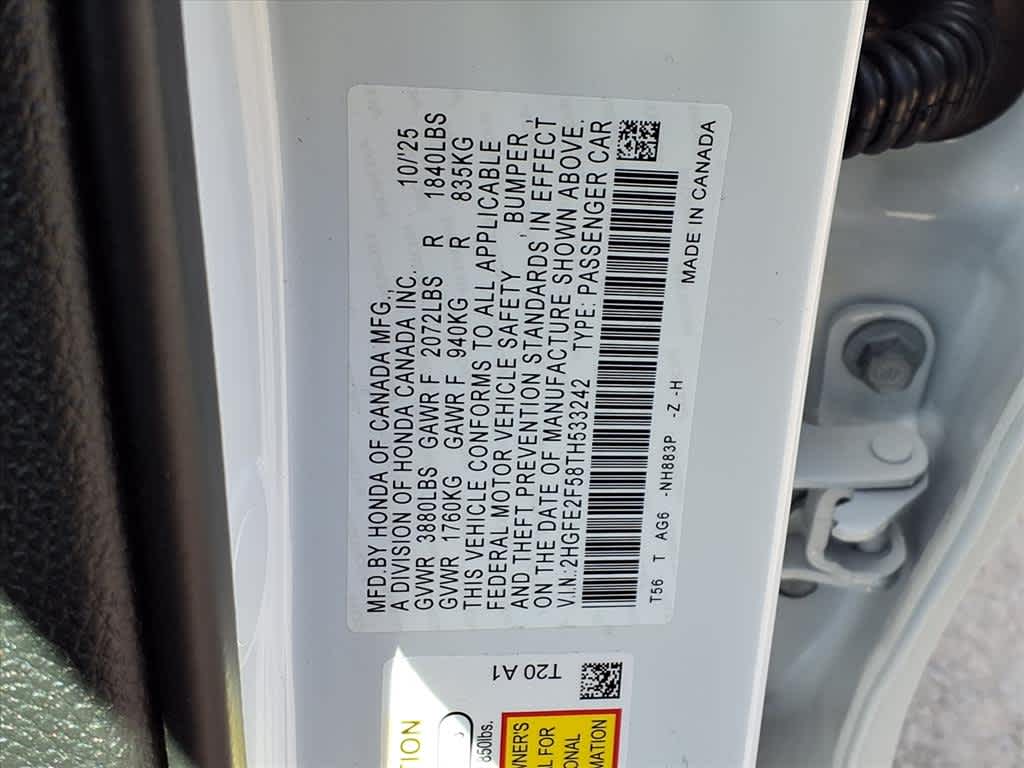 MFD.BY HONDA OF CANADA MFG.,
A DIVISION OF HONDA CANADA INC. 10/'25
GVWR 3880LBS GAWR F 2072LBS R 1840LBS
GVWR 1760KG GAWR F 940KG R 835KG
THIS VEHICLE CONFORMS TO ALL APPLICABLE
FEDERAL MOTOR VEHICLE SAFETY , BUMPER ,
AND THEFT PREVENTION STANDARDS IN EFFECT
ON THE DATE OF MANUFACTURE SHOWN ABOVE.
V.I.N.:2HGFE2F58TH533242 TYPE: PASSENGER CAR
T56 T AG6 -NH883P -Z -H
MADE IN CANADA
T20 A1
850lbs.